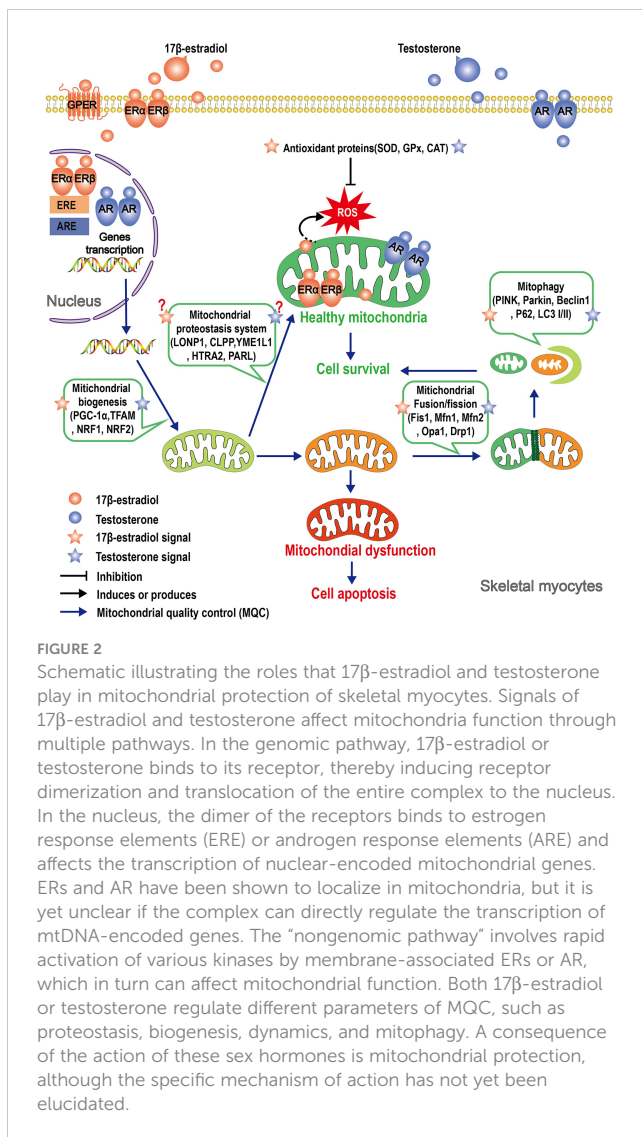 17β-estradiol
Testosterone
GPER
ERα ERβ
AR AR
Antioxidant proteins(SOD, GPx, CAT)
ERα ERβ
ERE
ARE
AR AR
Genes
transcription
Nucleus
ROS
AR AR
ERα ERβ
Healthy mitochondria
? ?
Mitochondrial
proteostasis system
(LONP1, CLPP,YME1L1
, HTRA2, PARL)
Mitophagy
(PINK, Parkin, Beclin1
, P62, LC3 I/II)
Cell survival
Mitichondrial
biogenesis
(PGC-1α,TFAM
, NRF1, NRF2)
Mitichondrial
Fusion/fission
(Fis1, Mfn1, Mfn2
, Opa1, Drp1)
17β-estradiol
Testosterone
17β-estradiol signal
Testosterone signal
Inhibition
Induces or produces
Mitochondrial quality control (MQC)
Mitochondial dysfunction
Cell apoptosis
Skeletal myocytes
FIGURE 2
Schematic illustrating the roles that 17β-estradiol and testosterone
play in mitochondrial protection of skeletal myocytes. Signals of
17β-estradiol and testosterone affect mitochondria function through
multiple pathways. In the genomic pathway, 17β-estradiol or
testosterone binds to its receptor, thereby inducing receptor
dimerization and translocation of the entire complex to the nucleus.
In the nucleus, the dimer of the receptors binds to estrogen
response elements (ERE) or androgen response elements (ARE) and
affects the transcription of nuclear-encoded mitochondrial genes.
ERs and AR have been shown to localize in mitochondria, but it is
yet unclear if the complex can directly regulate the transcription of
mtDNA-encoded genes. The "nongenomic pathway" involves rapid
activation of various kinases by membrane-associated ERs or AR,
which in turn can affect mitochondrial function. Both 17β-estradiol
or testosterone regulate different parameters of MQC, such as
proteostasis, biogenesis, dynamics, and mitophagy. A consequence
of the action of these sex hormones is mitochondrial protection,
although the specific mechanism of action has not yet been
elucidated.